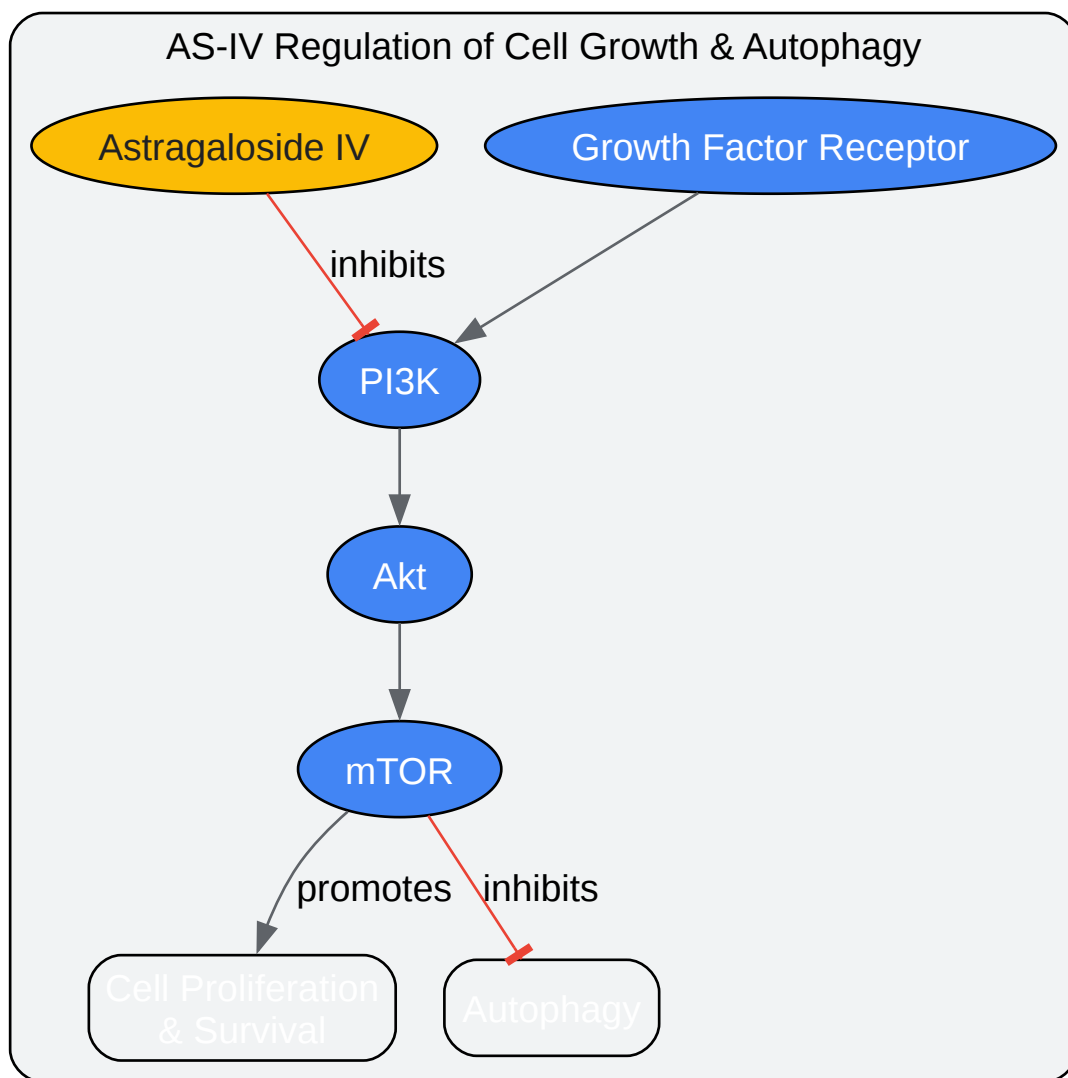 AS-IV Regulation of Cell Growth & Autophagy
Astragaloside IV
Growth Factor Receptor
inhibits
PI3K
Akt
mTOR
promotes
inhibits
Cell Proliferation
& Survival
Autophagy